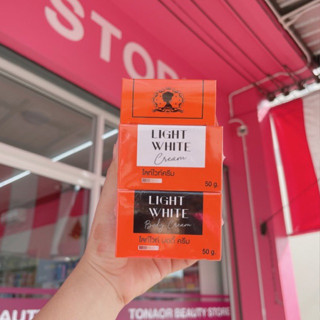 STO
LIGHT
WHITE
Cream
ไลท์ไวท์ครีม
50 g.
LIGHT
WHITE
Body Cream
ไลท์ไวท์ บอดี้ ครีม
50 g.
AUTY
TONAOR BEAUTY STORE